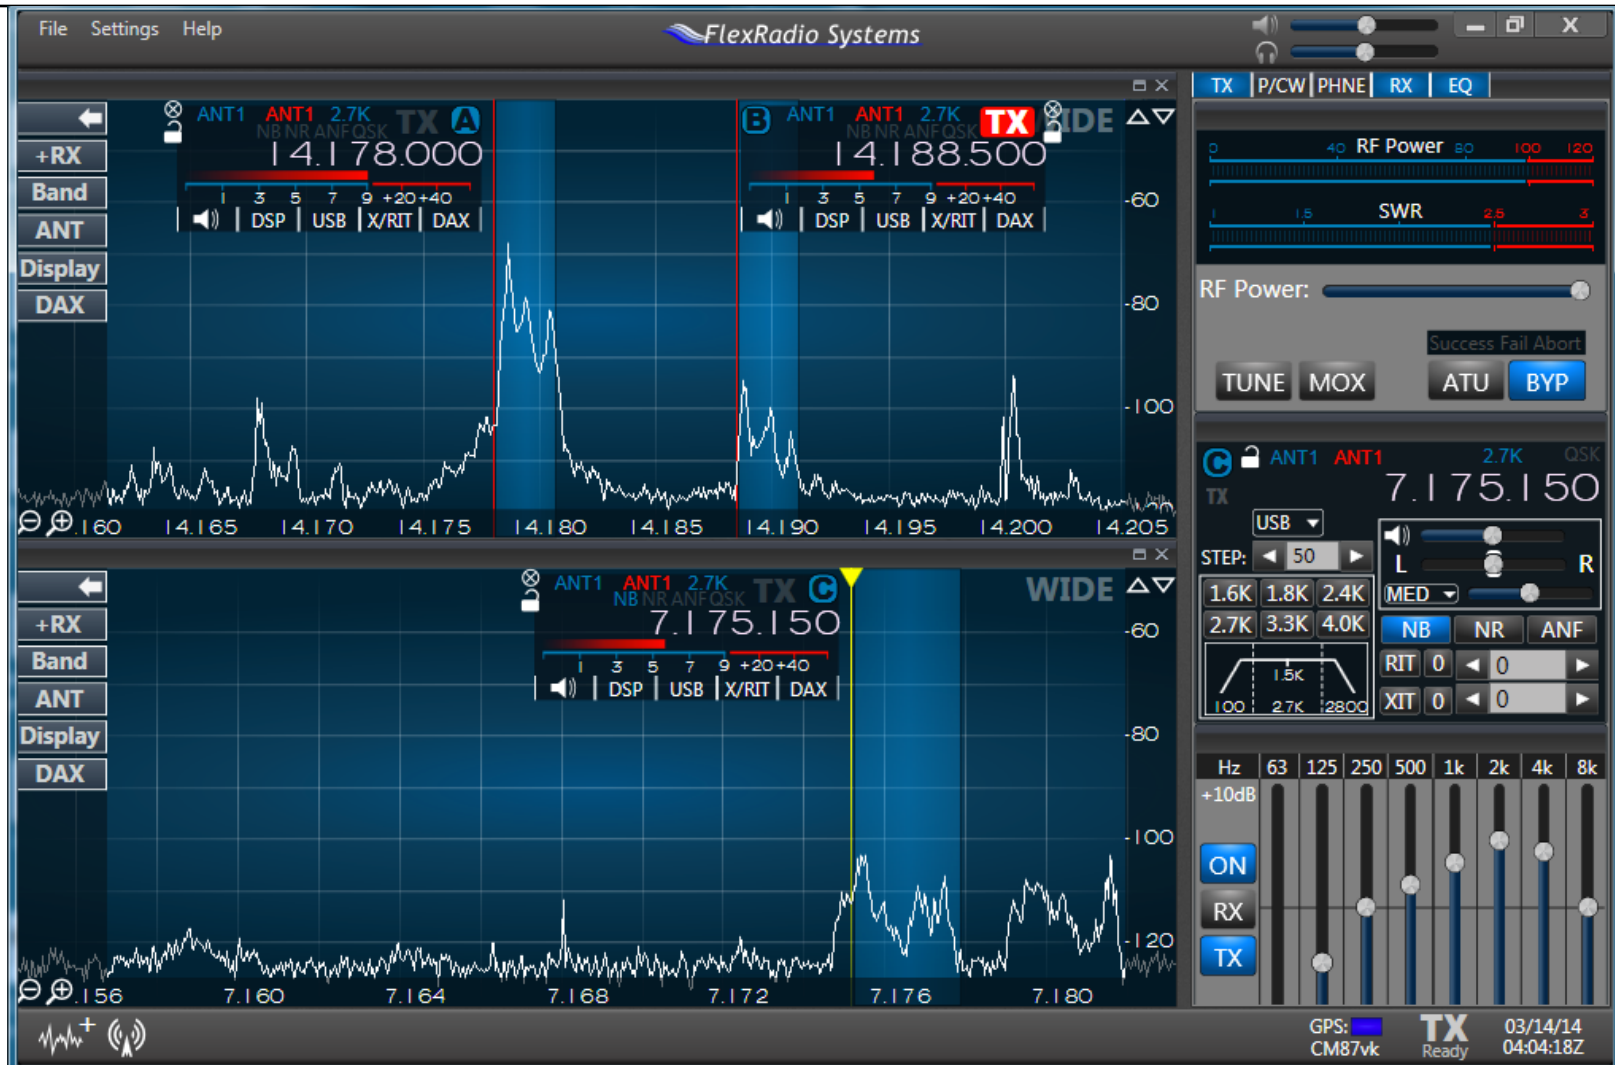 File Settings Help
FlexRadio Systems
X
TX P/CW PHNE RX EQ
+RX
Band
ANT
Display
DAX
ANT1 ANT1 2.7K TX A
NB NR ANF QSK
14.178.000
1 3 5 7 9 +20 +40
DSP USB X/RIT DAX
B ANT1 ANT1 2.7K TX
NB NR ANF QSK
14.188.500
1 3 5 7 9 +20 +40
DSP USB X/RIT DAX
WIDE
-60
-80
-100
.160 14.165 14.170 14.175 14.180 14.185 14.190 14.195 14.200 14.205
+RX
Band
ANT
Display
DAX
ANT1 ANT1 2.7K TX C
NB NR ANF QSK
7.175.150
1 3 5 7 9 +20 +40
DSP USB X/RIT DAX
WIDE
-60
-80
-100
-120
.156 7.160 7.164 7.168 7.172 7.176 7.180
0 40 RF Power 80 100 120
1 1.5 SWR 2.5 3
RF Power:
Success Fail Abort
TUNE MOX ATU BYP
C ANT1 ANT1 2.7K QSK
TX 7.175.150
USB
STEP: 50
L R
1.6K 1.8K 2.4K
MED
2.7K 3.3K 4.0K
NB NR ANF
1.5K
RIT 0 0
100 2.7K 2800
XIT 0 0
Hz 63 125 250 500 1k 2k 4k 8k
+10dB
ON
RX
TX
GPS:
CM87vk
TX
Ready
03/14/14
04:04:18Z